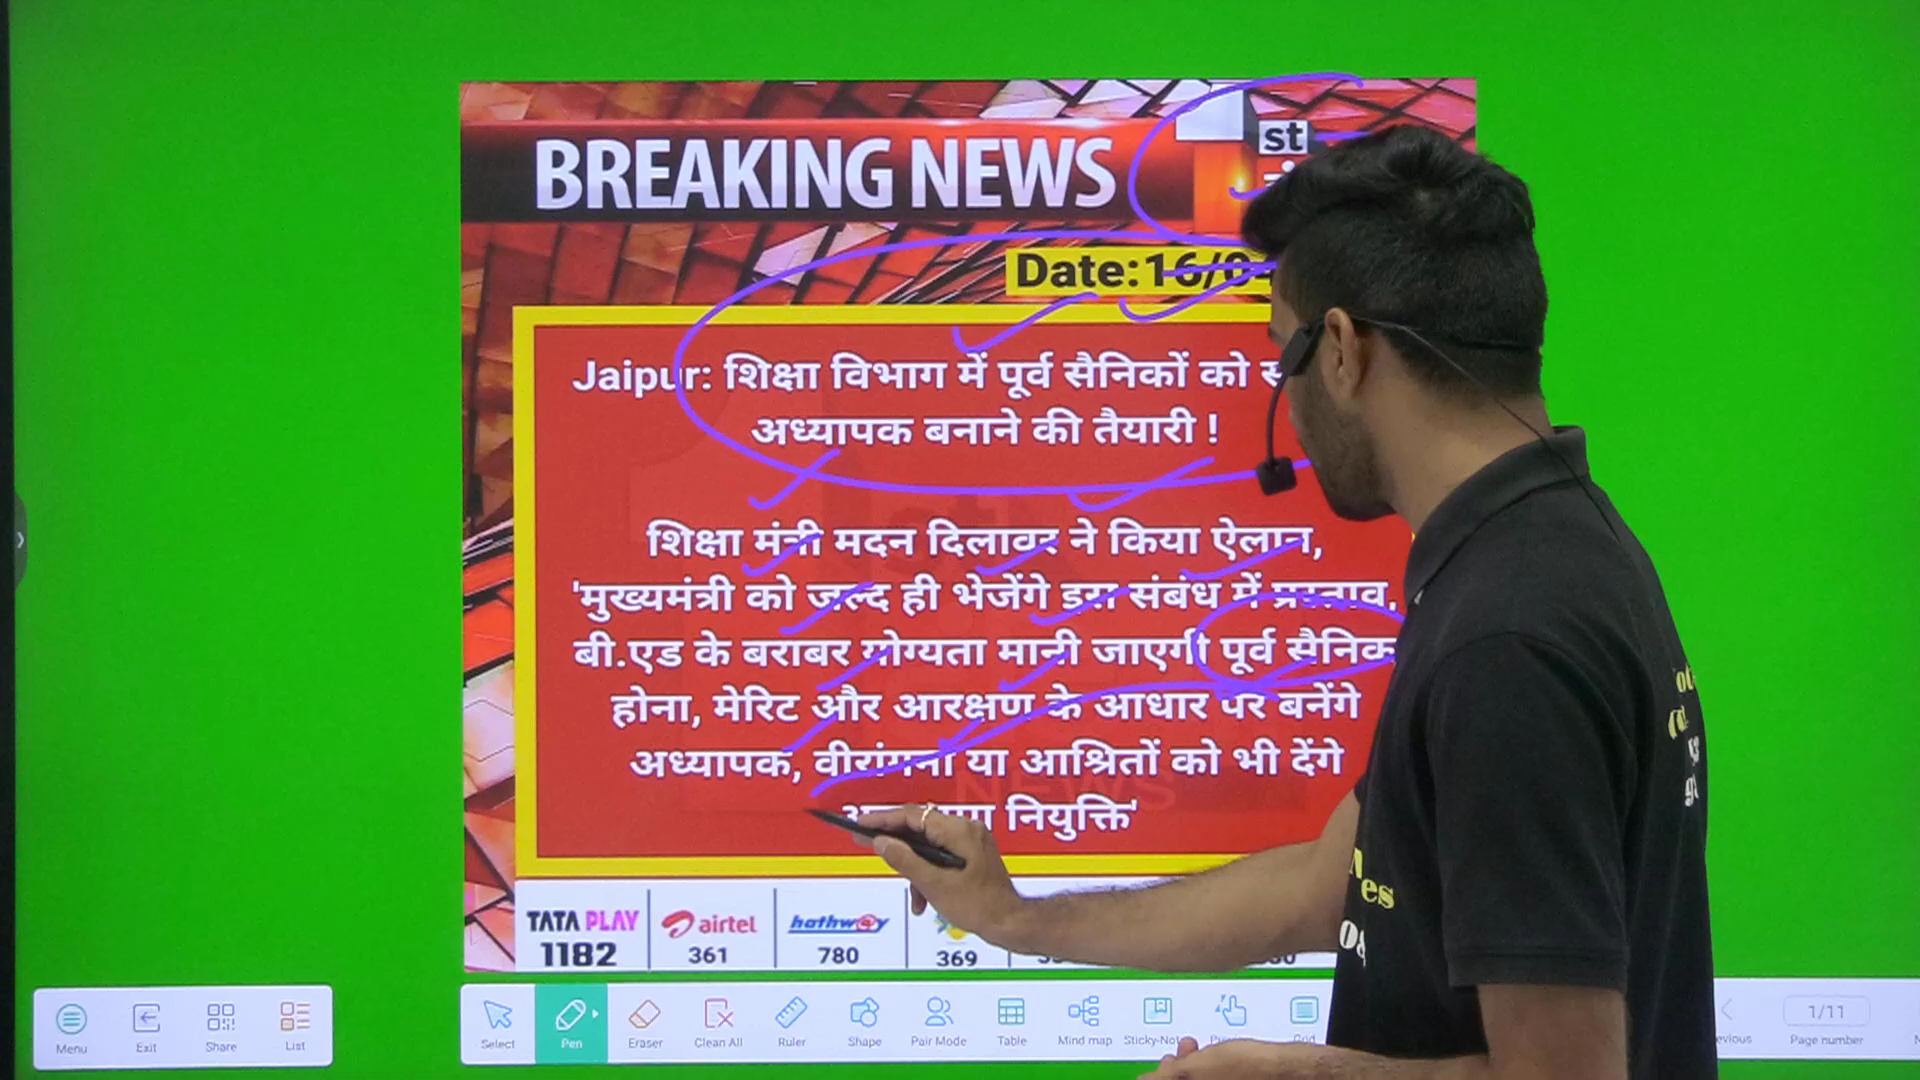 BREAKING NEWS
st
Date:16/04
Jaipur: शिक्षा विभाग में पूर्व सैनिकों को
अध्यापक बनाने की तैयारी !
शिक्षा मंत्री मदन दिलावर ने किया ऐलान,
'मुख्यमंत्री को जल्द ही भेजेंगे इस संबंध में प्रस्ताव,
बी.एड के बराबर योग्यता मानी जाएगी पूर्व सैनिक
होना, मेरिट और आरक्षण के आधार पर बनेंगे
अध्यापक, वीरांगना या आश्रितों को भी देंगे
नियुक्ति'
NEWS
TATA PLAY
1182
airtel
361
hathway
780
369
Menu
Exit
Share
List
Select
Pen
Eraser
Clean All
Ruler
Shape
Pair Mode
Table
Mind map
1/11
Page number